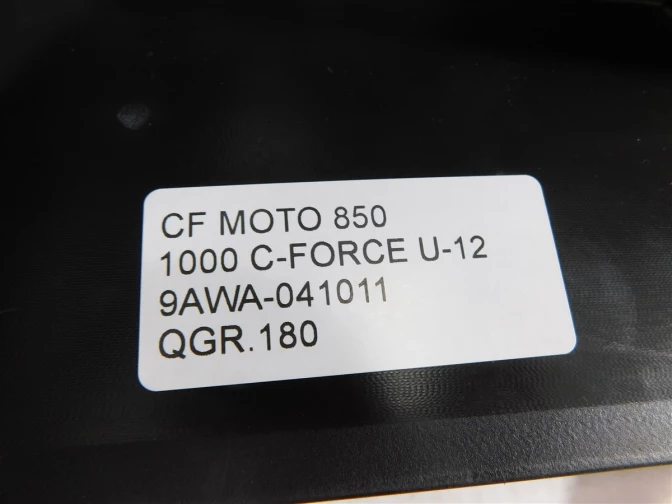 CF MOTO 850
1000 C-FORCE U-12
9AWA-041011
QGR.180